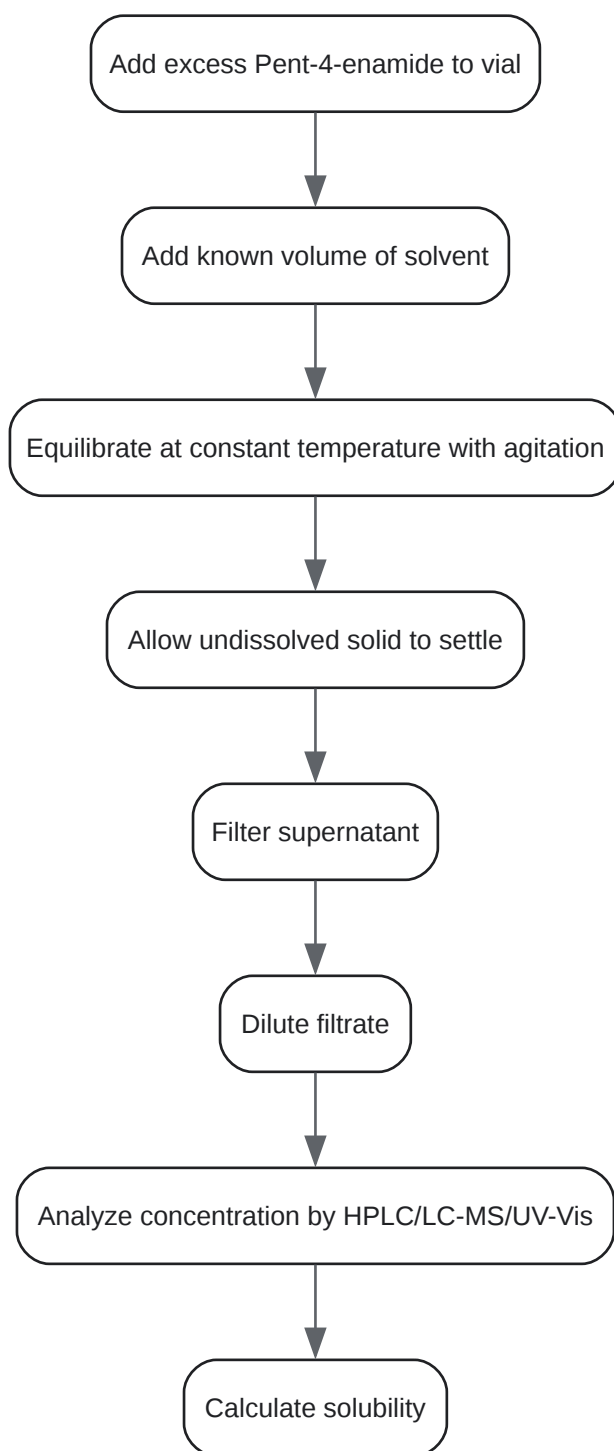 Add excess Pent-4-enamide to vial
Add known volume of solvent
Equilibrate at constant temperature with agitation
Allow undissolved solid to settle
Filter supernatant
Dilute filtrate
Analyze concentration by HPLC/LC-MS/UV-Vis
Calculate solubility